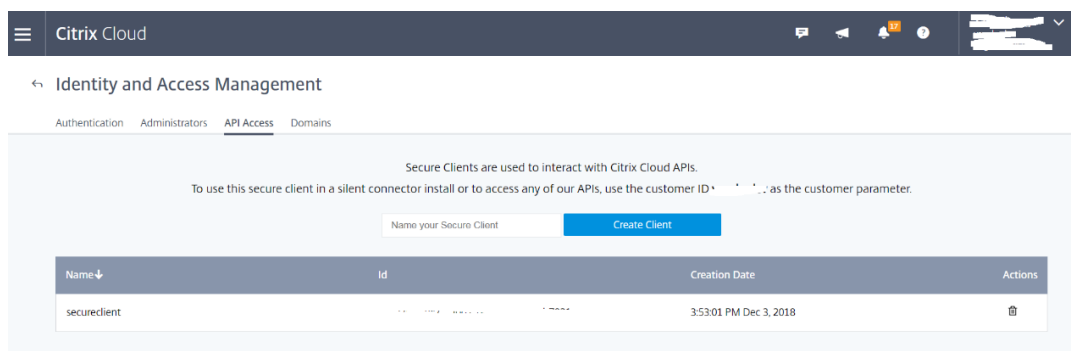 Citrix Cloud
17
Identity and Access Management
Authentication Administrators API Access Domains
Secure Clients are used to interact with Citrix Cloud APIs.
To use this secure client in a silent connector install or to access any of our APIs, use the customer ID as the customer parameter.
Name your Secure Client Create Client
Name Id Creation Date Actions
secureclient 3:53:01 PM Dec 3, 2018